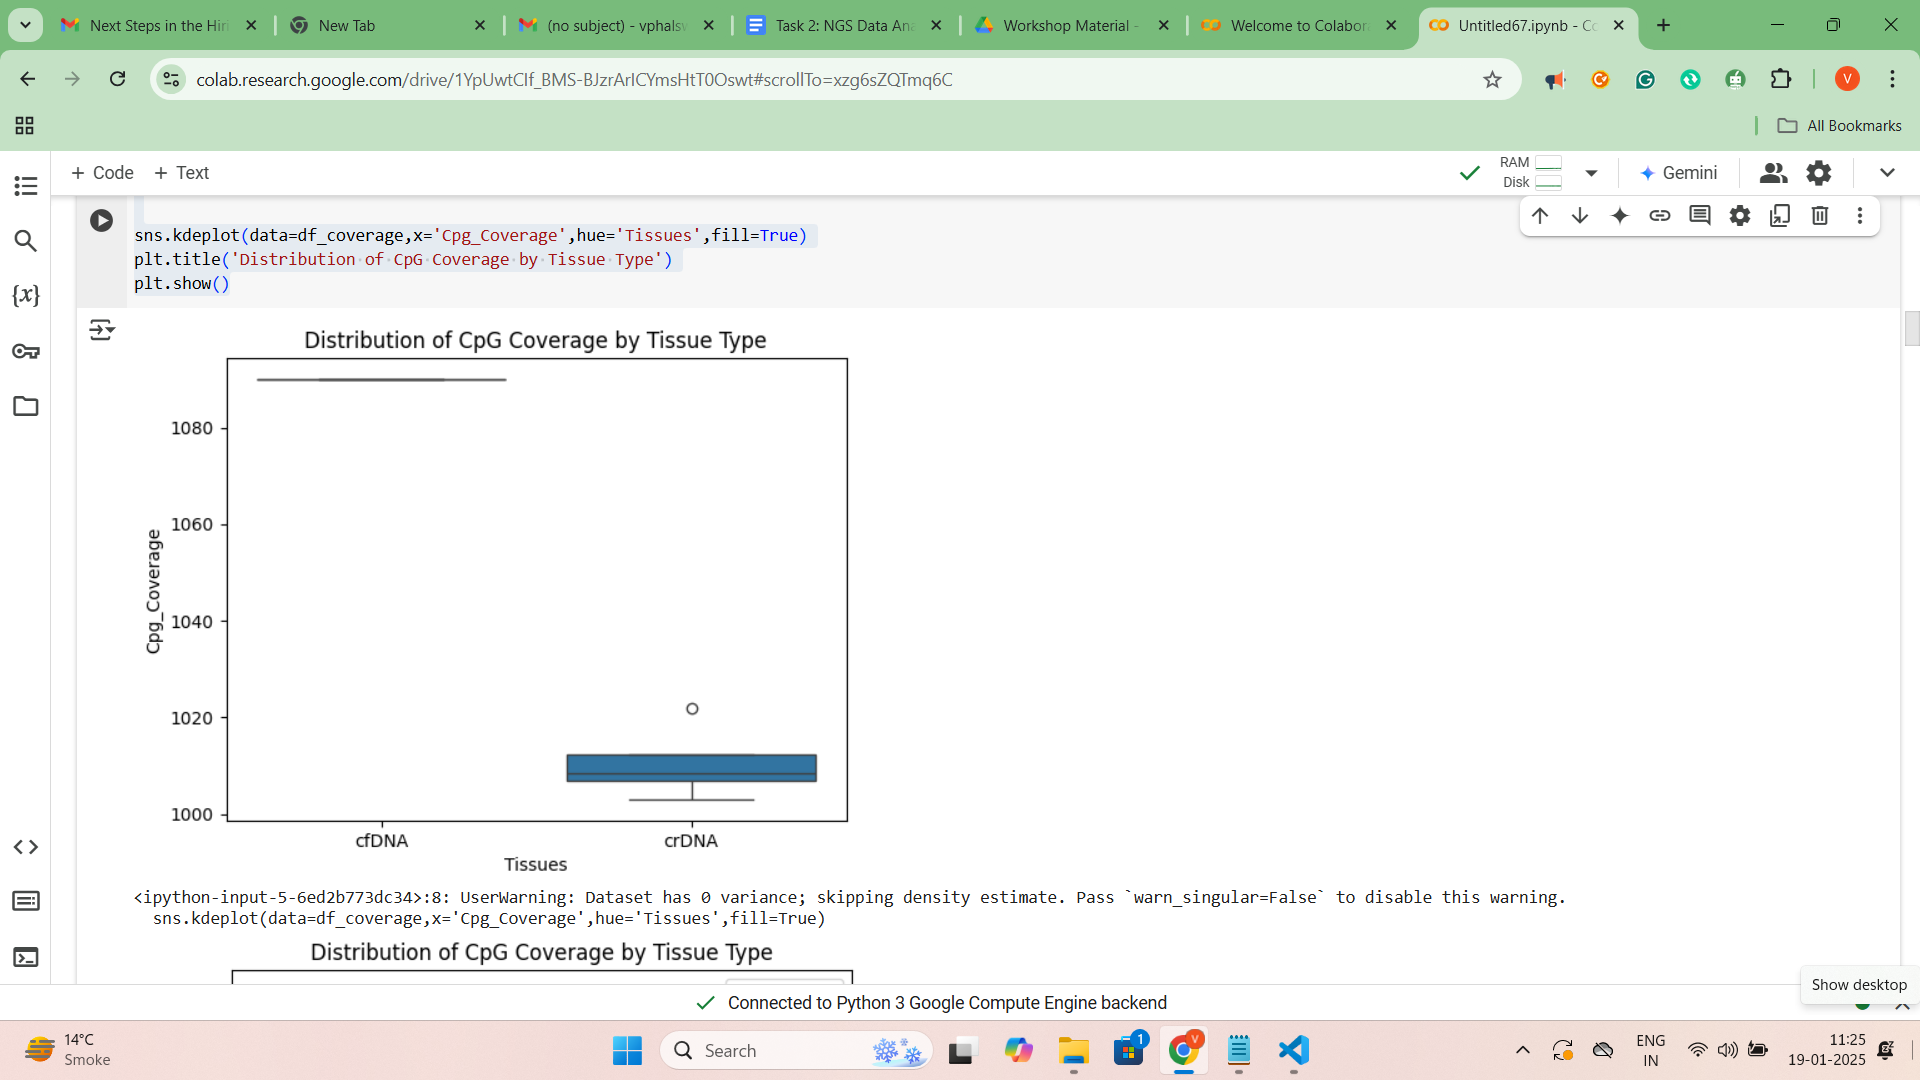 Next Steps in the Hiri
New Tab
(no subject) - vphalsw
Task 2: NGS Data Ana
Workshop Material -
Welcome to Colabor
Untitled67.ipynb - Co
colab.research.google.com/drive/1YpUwtCIf_BMS-BJzrArICYmsHtT0Oswt#scrollTo=xzg6sZQTmq6C
V
All Bookmarks
+ Code + Text
RAM
Disk
Gemini
{x}
sns.kdeplot(data=df_coverage,x='Cpg_Coverage',hue='Tissues',fill=True)
plt.title('Distribution of CpG Coverage by Tissue Type')
plt.show()
Distribution of CpG Coverage by Tissue Type
1080
1060
1040
1020
1000
Cpg_Coverage
cfDNA
crDNA
Tissues
<ipython-input-5-6ed2b773dc34>:8: UserWarning: Dataset has 0 variance; skipping density estimate. Pass `warn_singular=False` to disable this warning.
sns.kdeplot(data=df_coverage,x='Cpg_Coverage',hue='Tissues',fill=True)
Distribution of CpG Coverage by Tissue Type
Show desktop
Connected to Python 3 Google Compute Engine backend
14°C
Smoke
Search
1
V
ENG
IN
11:25
19-01-2025